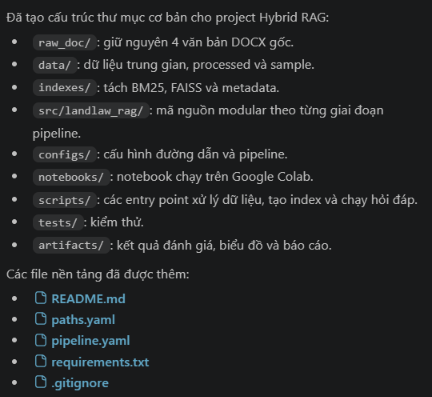 Đã tạo cấu trúc thư mục cơ bản cho project Hybrid RAG:
• raw_doc/ : giữ nguyên 4 văn bản DOCX gốc.
• data/ : dữ liệu trung gian, processed và sample.
• indexes/ : tách BM25, FAISS và metadata.
• src/landlaw_rag/ : mã nguồn modular theo từng giai đoạn
pipeline.
• configs/ : cấu hình đường dẫn và pipeline.
• notebooks/ : notebook chạy trên Google Colab.
• scripts/ : các entry point xử lý dữ liệu, tạo index và chạy hỏi đáp.
• tests/ : kiểm thử.
• artifacts/ : kết quả đánh giá, biểu đồ và báo cáo.
Các file nền tảng đã được thêm:
• README.md
• paths.yaml
• pipeline.yaml
• requirements.txt
• .gitignore